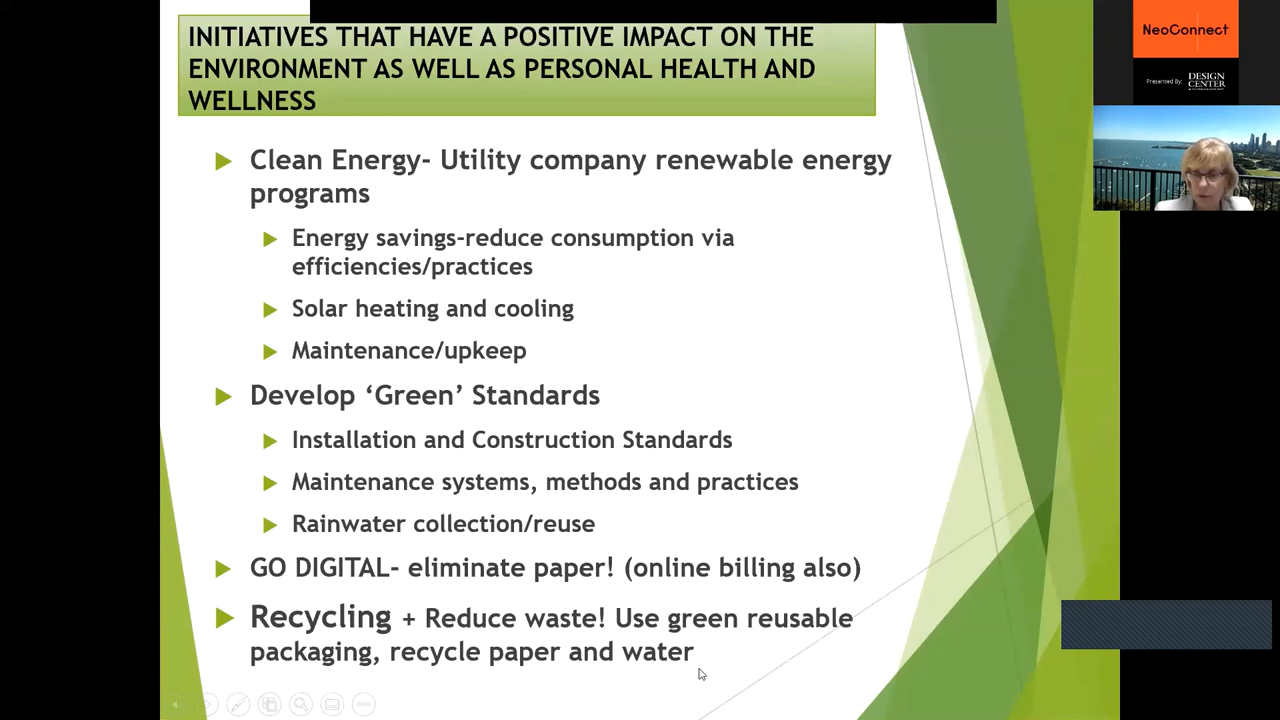 INITIATIVES THAT HAVE A POSITIVE IMPACT ON THE
ENVIRONMENT AS WELL AS PERSONAL HEALTH AND
WELLNESS
Clean Energy- Utility company renewable energy
programs
Energy savings-reduce consumption via
efficiencies/practices
Solar heating and cooling
Maintenance/upkeep
Develop ‘Green’ Standards
Installation and Construction Standards
Maintenance systems, methods and practices
Rainwater collection/reuse
GO DIGITAL- eliminate paper! (online billing also)
Recycling + Reduce waste! Use green reusable
packaging, recycle paper and water
NeoConnect
Presented By: DESIGN
CENTER